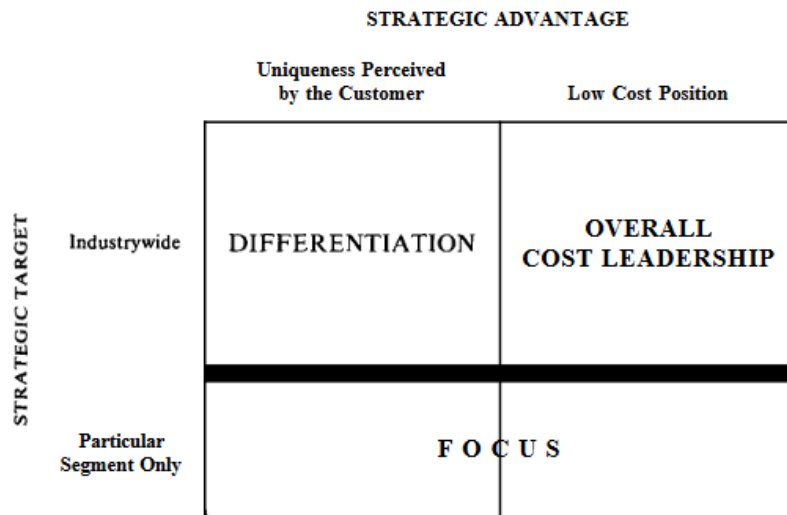 STRATEGIC ADVANTAGE
Uniqueness Perceived
by the Customer
Low Cost Position
STRATEGIC TARGET
Industrywide
DIFFERENTIATION
OVERALL
COST LEADERSHIP
Particular
Segment Only
F O C U S